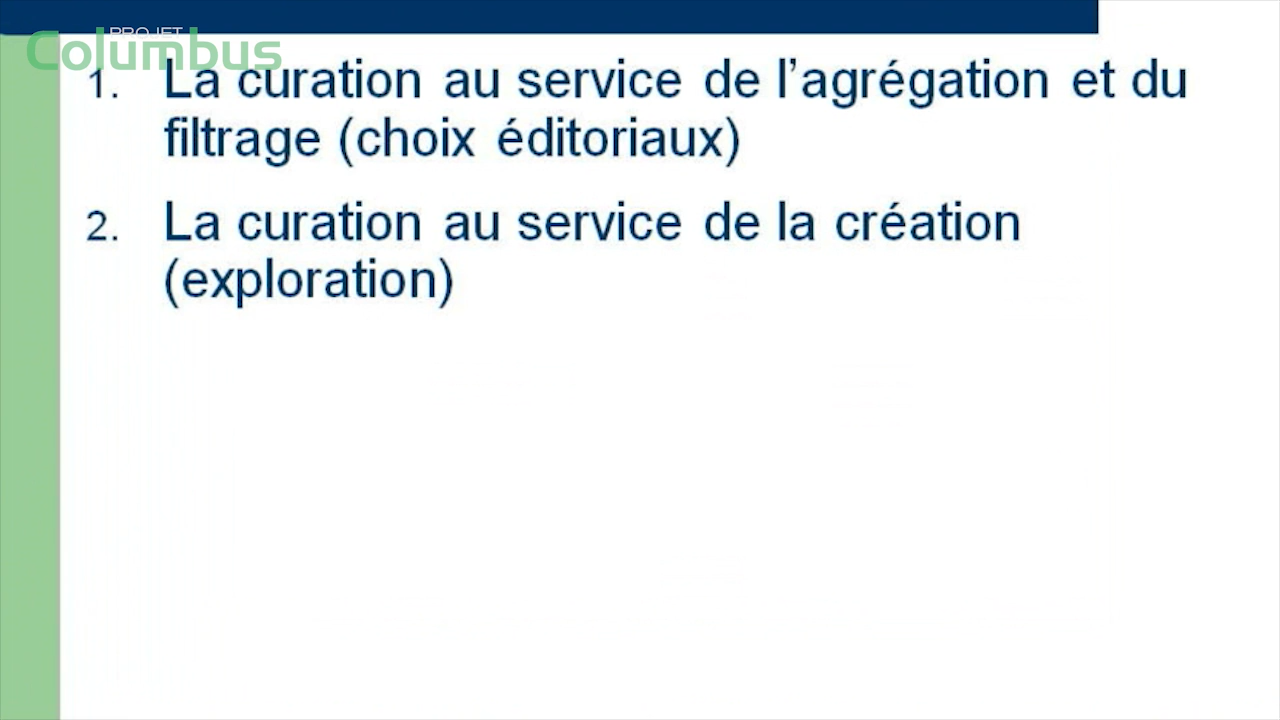 PROJET
Columbus
1. La curation au service de l’agrégation et du
filtrage (choix éditoriaux)
2. La curation au service de la création
(exploration)